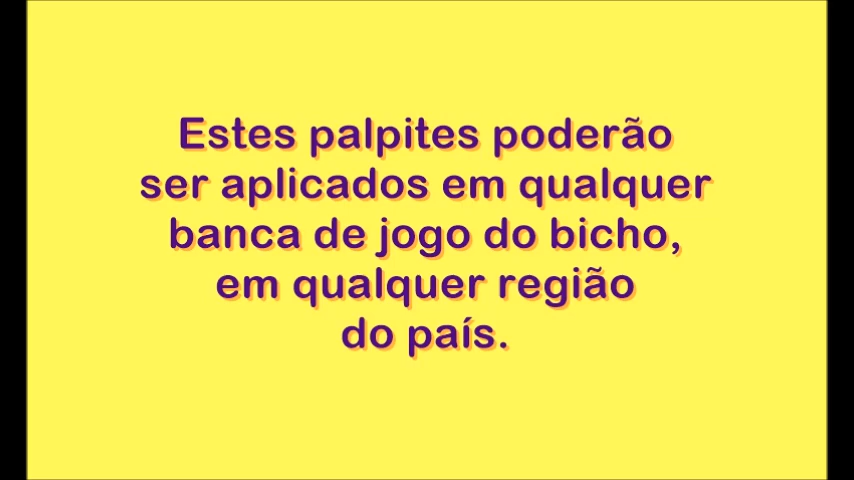 Estes palpites poderão
ser aplicados em qualquer
banca de jogo do bicho,
em qualquer região
do país.